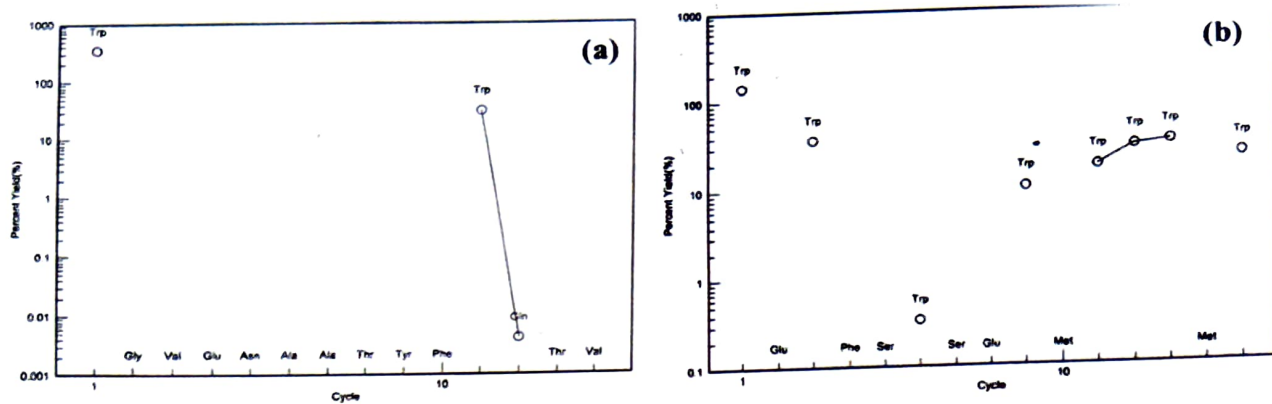 1000
Trp
(a)
100
Trp
10
1
0.1
0.01
Gln
0.001
Percent Yield(%)
Gly Val Glu Asn Ala Ala Thr Tyr Phe Thr Val
1 10
Cycle
1000
(b)
Trp
100
Trp
Trp
Trp
Trp
Trp
Trp
10
1
Trp
0.1
Percent Yield(%)
Glu Phe Ser Ser Glu Met Met
1 10
Cycle